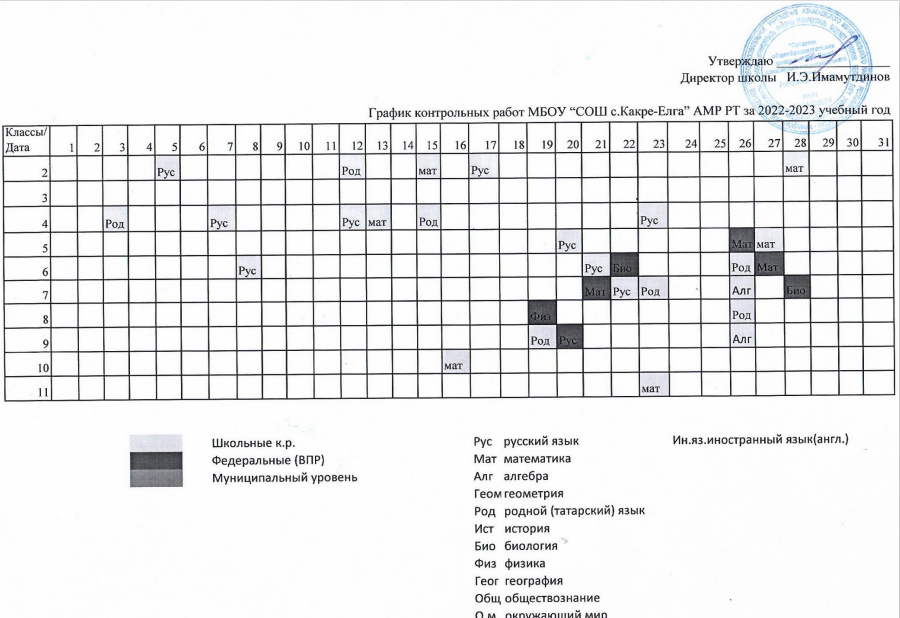 Утверждаю
Директор школы И.Э.Имамутдинов
График контрольных работ МБОУ “СОШ с.Какре-Елга” АМР РТ за 2022-2023 учебный год
Классы/
Дата 1 2 3 4 5 6 7 8 9 10 11 12 13 14 15 16 17 18 19 20 21 22 23 24 25 26 27 28 29 30 31
2 Рус Род мат Рус мат
3
4 Род Рус Рус мат Род Рус
5 Рус Мат мат
6 Рус Рус Био Род Мат
7 Мат Рус Род Алг Био
8 Физ Род
9 Род Рус Алг
10 мат
11 мат
Школьные к.р.
Федеральные (ВПР)
Муниципальный уровень
Рус русский язык
Мат математика
Алг алгебра
Геом геометрия
Род родной (татарский) язык
Ист история
Био биология
Физ физика
Геог география
Общ обществознание
О.м. окружающий мир
Ин.яз.иностранный язык(англ.)